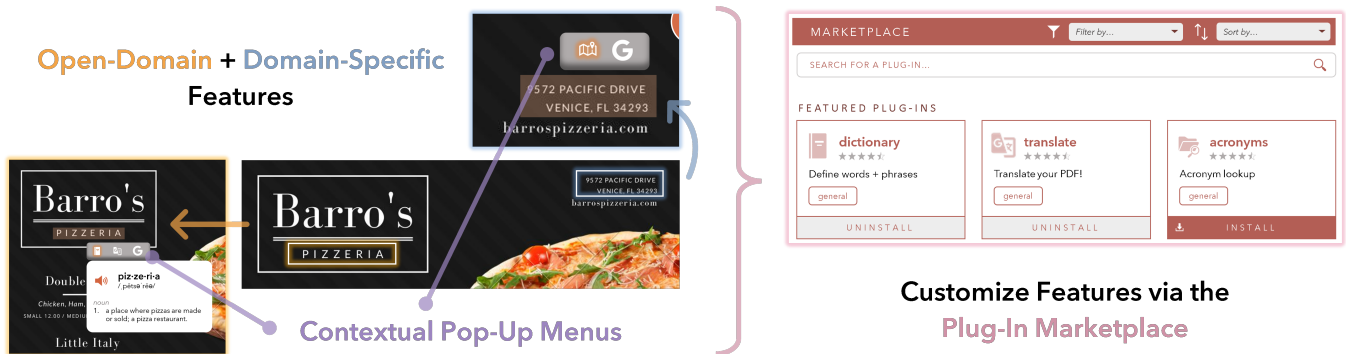 Open-Domain + Domain-Specific
Features
9572 PACIFIC DRIVE
VENICE, FL 34293
barrospizzeria.com
Barro's
PIZZERIA
piz·ze·ri·a
noun
1. a place where pizzas are made
or sold; a pizza restaurant.
Double
Chicken, Ham,
SMALL 12.00 / MEDIU
Little Italy
Barro's
PIZZERIA
9572 PACIFIC DRIVE
VENICE, FL 34293
barrospizzeria.com
Contextual Pop-Up Menus
MARKETPLACE
Filter by...
Sort by...
SEARCH FOR A PLUG-IN...
FEATURED PLUG-INS
dictionary
Define words + phrases
general
UNINSTALL
translate
Translate your PDF!
general
UNINSTALL
acronyms
Acronym lookup
general
INSTALL
Customize Features via the
Plug-In Marketplace